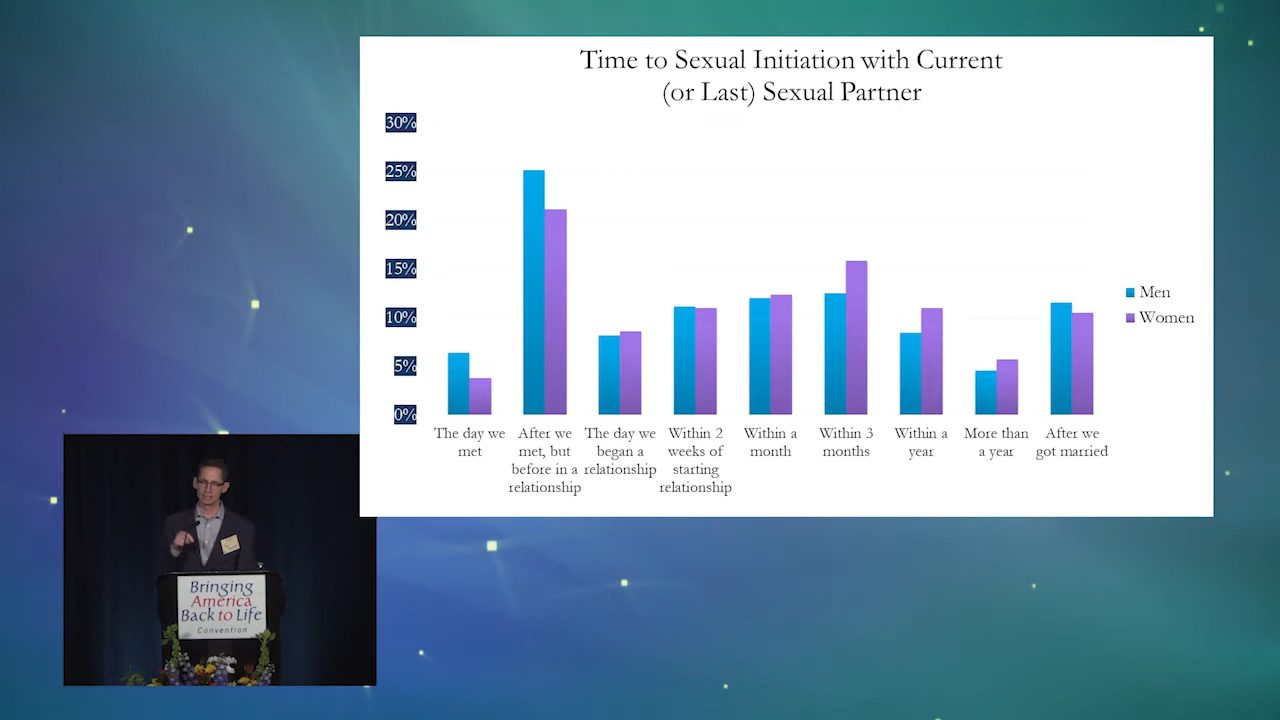 Time to Sexual Initiation with Current
(or Last) Sexual Partner
30%
25%
20%
15%
10%
5%
0%
The day we
met
After we
met, but
before in a
relationship
The day we
began a
relationship
Within 2
weeks of
starting
relationship
Within a
month
Within 3
months
Within a
year
More than
a year
After we
got married
Men
Women
Bringing
America
Back to Life
Convention